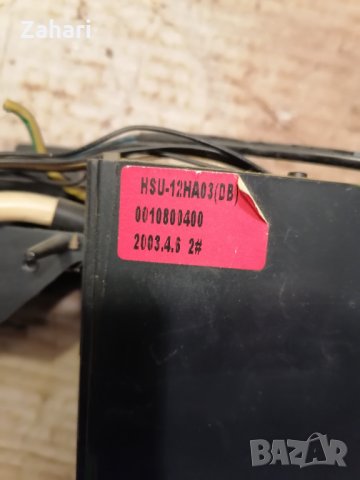 Zahari
HSU-12HA03(DB)
0010800400
2003.4.6 2#
BAZAR